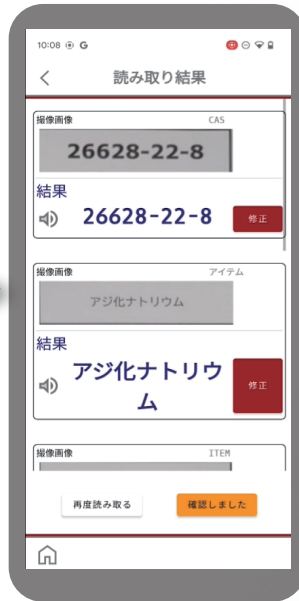 10:08 G
読み取り結果
撮像画像 CAS
26628-22-8
結果
26628-22-8 修正
撮像画像 アイテム
アジ化ナトリウム
結果
アジ化ナトリウ
ム
修正
撮像画像 ITEM
再度読み取る 確認しました